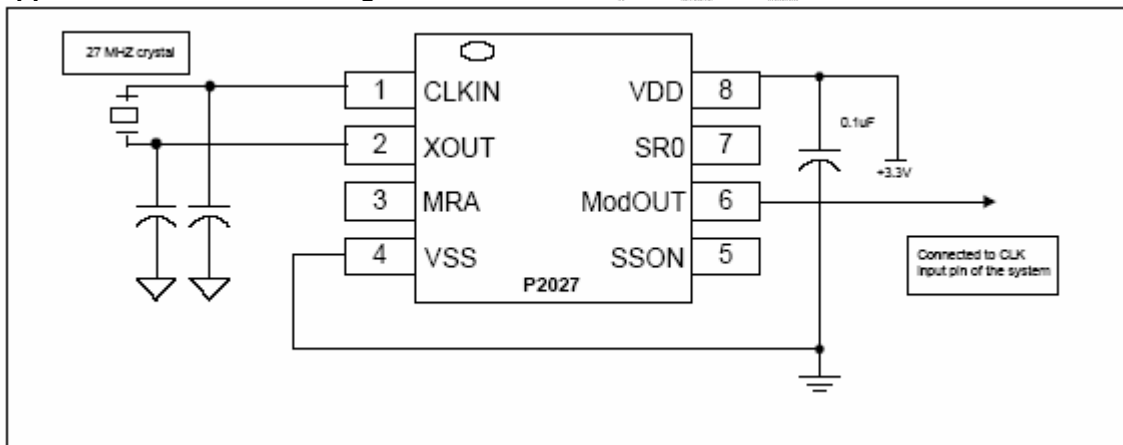 27 MHZ crystal
1 CLKIN VDD 8
2 XOUT SR0 7
3 MRA ModOUT 6
4 VSS SSON 5
P2027
0.1uF
+3.3V
Connected to CLK
Input pin of the system